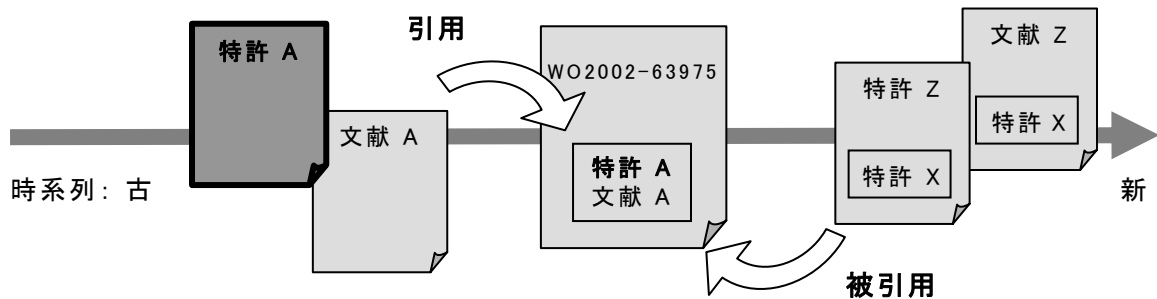 引用
特許 A
文献 A
WO2002-63975
特許 A
文献 A
特許 Z
特許 X
文献 Z
特許 X
時系列: 古
新
被引用